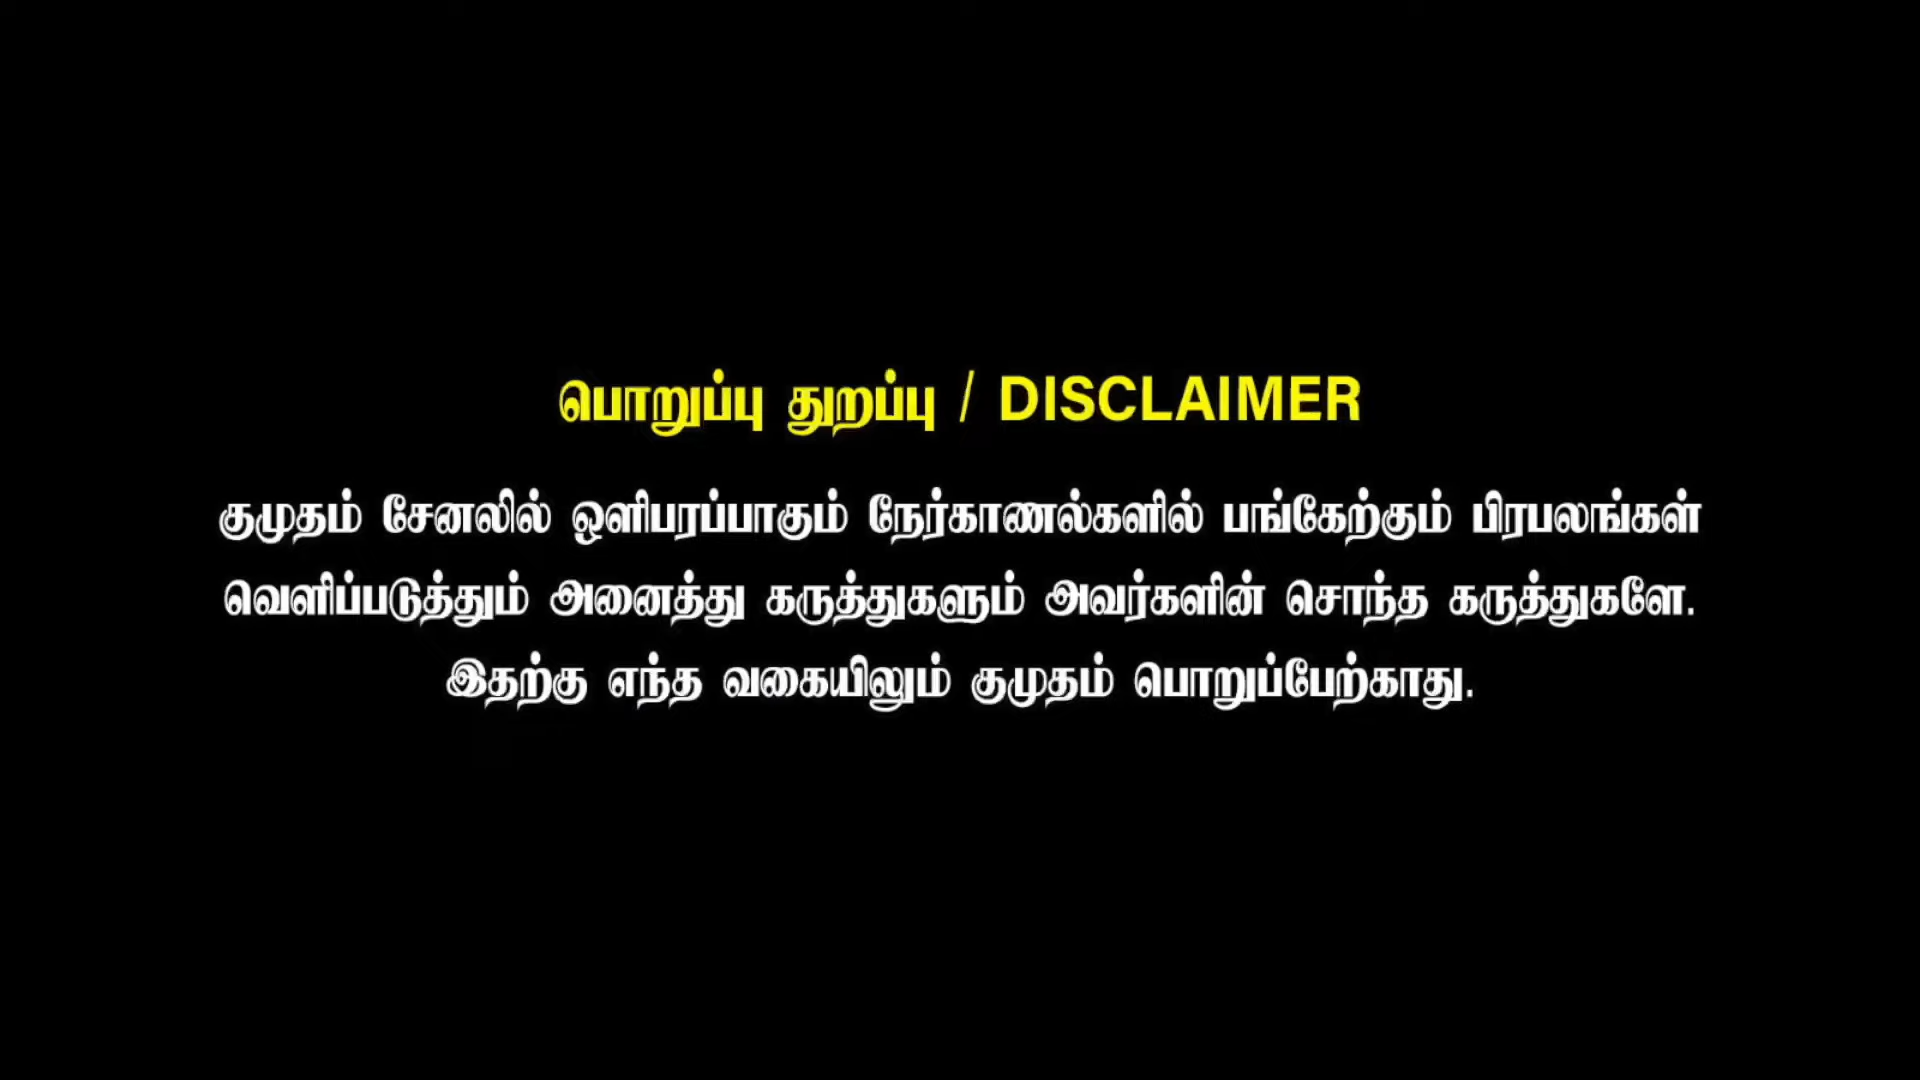 பொறுப்பு துறப்பு / DISCLAIMER
குமுதம் சேனலில் ஒளிபரப்பாகும் நேர்காணல்களில் பங்கேற்கும் பிரபலங்கள்
வெளிப்படுத்தும் அனைத்து கருத்துகளும் அவர்களின் சொந்த கருத்துகளே.
இதற்கு எந்த வகையிலும் குமுதம் பொறுப்பேற்காது.